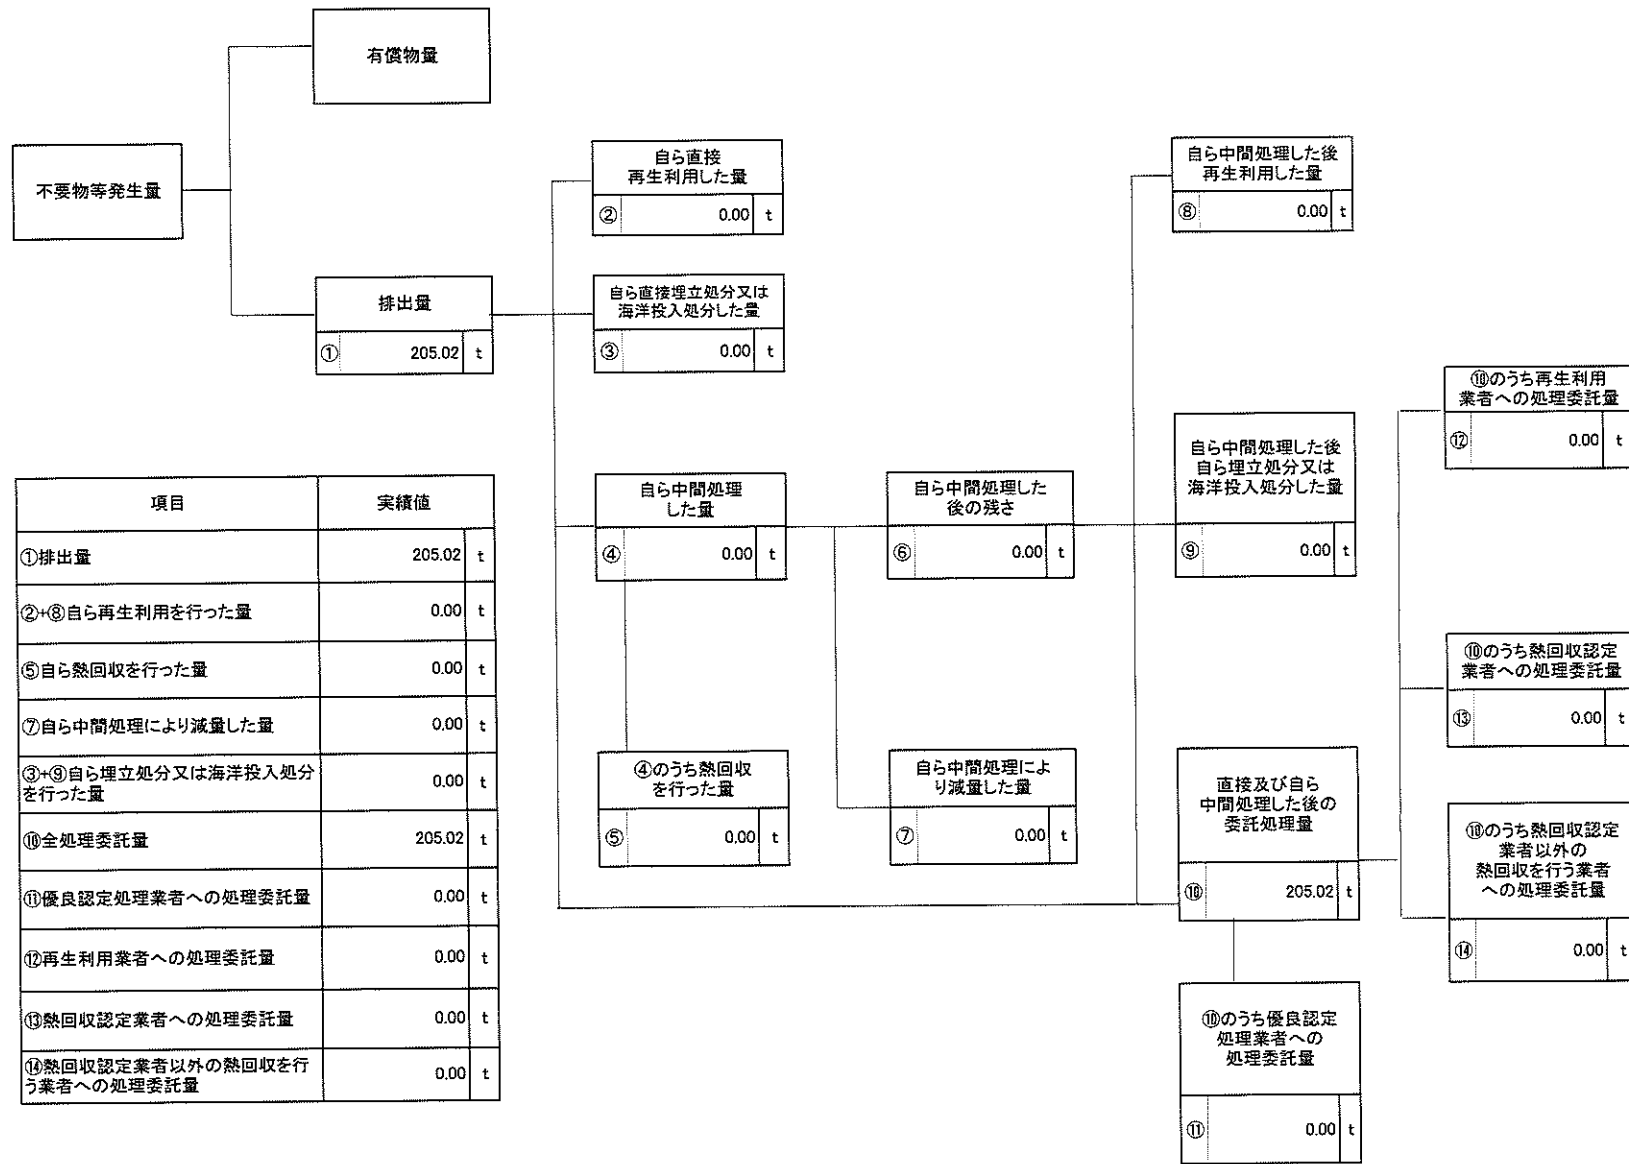 有償物量
不要物等発生量
排出量
① 205.02 t
自ら直接
再生利用した量
② 0.00 t
自ら直接埋立処分又は
海洋投入処分した量
③ 0.00 t
自ら中間処理
した量
④ 0.00 t
④のうち熱回収
を行った量
⑤ 0.00 t
自ら中間処理した
後の残さ
⑥ 0.00 t
自ら中間処理によ
り減量した量
⑦ 0.00 t
自ら中間処理した後
再生利用した量
⑧ 0.00 t
自ら中間処理した後
自ら埋立処分又は
海洋投入処分した量
⑨ 0.00 t
直接及び自ら
中間処理した後の
委託処理量
⑩ 205.02 t
⑩のうち優良認定
処理業者への
処理委託量
⑪ 0.00 t
⑩のうち再生利用
業者への処理委託量
⑫ 0.00 t
⑩のうち熱回収認定
業者への処理委託量
⑬ 0.00 t
⑩のうち熱回収認定
業者以外の
熱回収を行う業者
への処理委託量
⑭ 0.00 t
項目 実績値
①排出量 205.02 t
②+⑧自ら再生利用を行った量 0.00 t
⑤自ら熱回収を行った量 0.00 t
⑦自ら中間処理により減量した量 0.00 t
③+⑨自ら埋立処分又は海洋投入処分
を行った量 0.00 t
⑩全処理委託量 205.02 t
⑪優良認定処理業者への処理委託量 0.00 t
⑫再生利用業者への処理委託量 0.00 t
⑬熱回収認定業者への処理委託量 0.00 t
⑭熱回収認定業者以外の熱回収を行
う業者への処理委託量 0.00 t